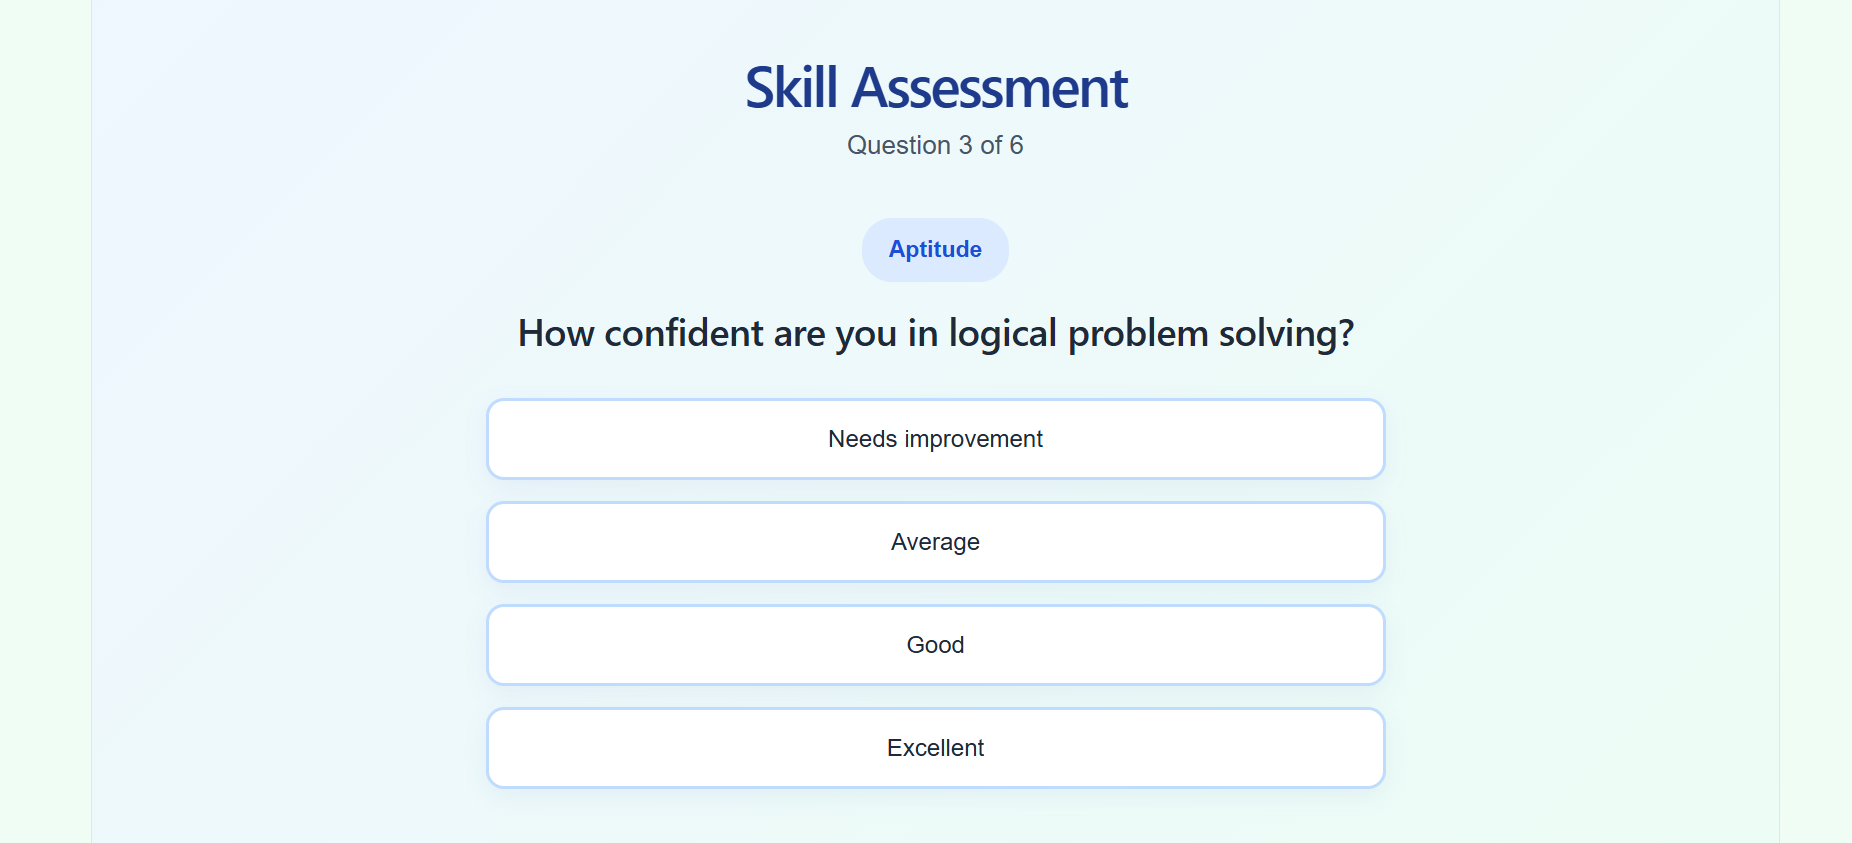 Skill Assessment
Question 3 of 6
Aptitude
How confident are you in logical problem solving?
Needs improvement
Average
Good
Excellent